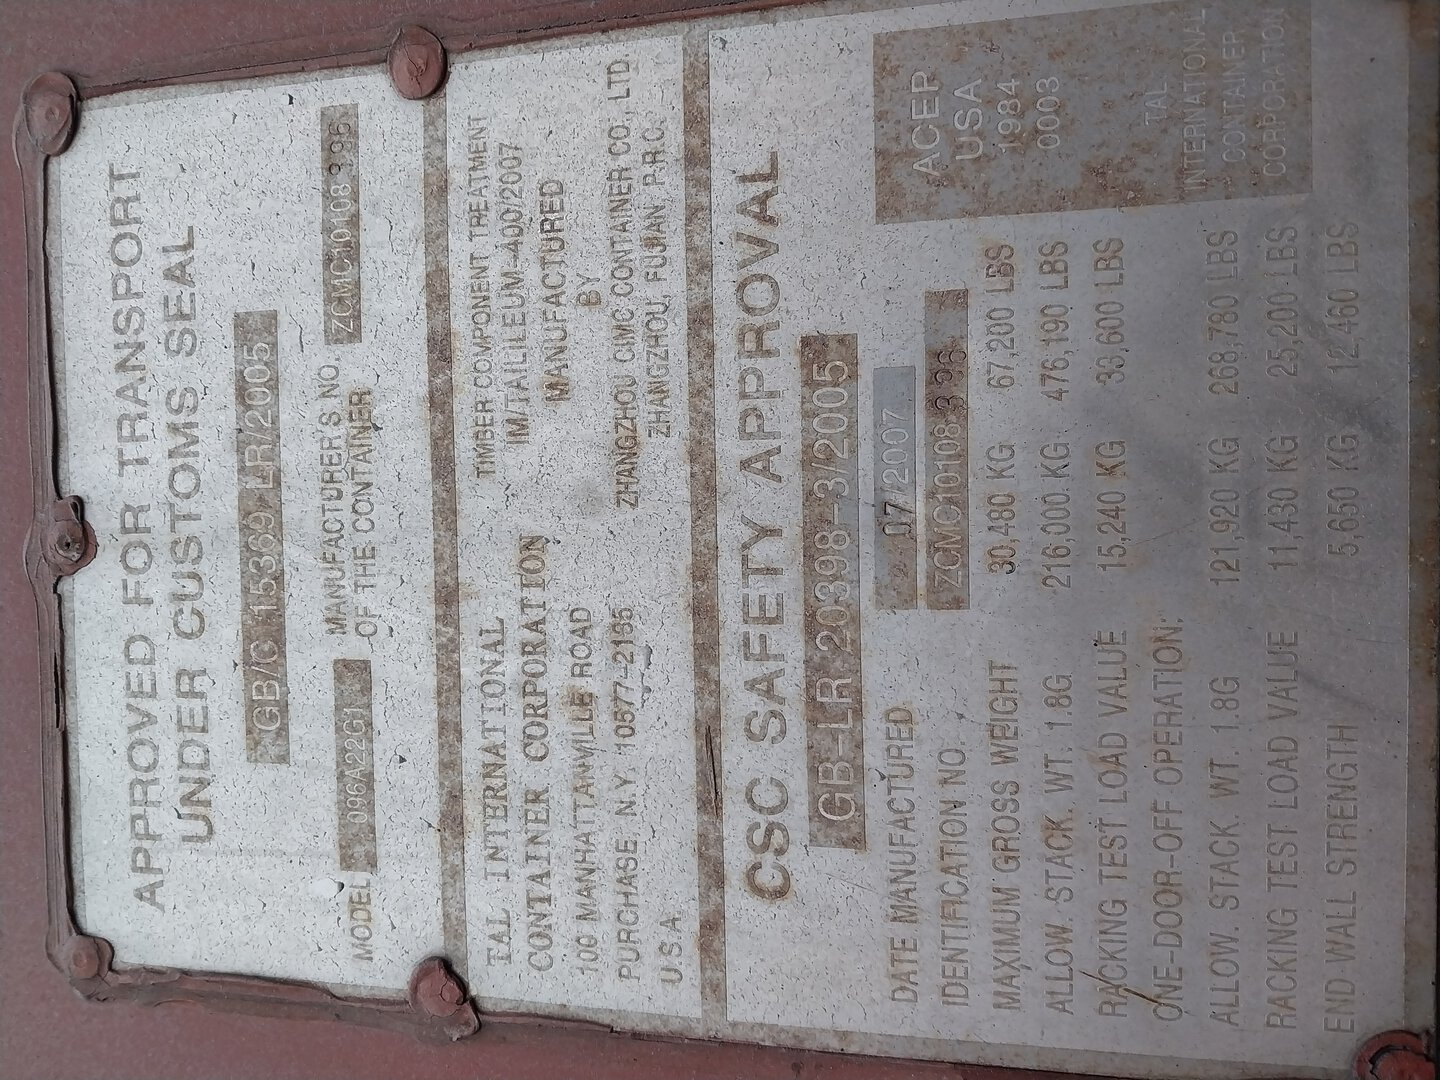 APPROVED FOR TRANSPORT
UNDER CUSTOMS SEAL
GB/C 15369 LR/2005
MODEL 096A22G1 MANUFACTURER'S NO. OF THE CONTAINER
TAL INTERNATIONAL
CONTAINER CORPORATION
100 MANHATTANVILLE ROAD
PURCHASE N.Y. 10577-2135
U.S.A
TIMBER COMPONENT TREATMENT
IM/TAILILEUM-400/2007
MANUFACTURED
BY
ZHANGZHOU CIMC CONTAINER CO., LTD.
ZHANGZHOU, FUJIAN, P.R.C.
CSC SAFETY APPROVAL
GB-LR 20398-3/2005
DATE MANUFACTURED 07/2007
IDENTIFICATION NO.
MAXIMUM GROSS WEIGHT 30,480 KG 67,200 LBS
ALLOW. STACK. WT. 1.8G 216,000 KG 476,190 LBS
RACKING TEST LOAD VALUE 15,240 KG 33,600 LBS
ONE-DOOR-OFF OPERATION:
ALLOW. STACK. WT. 1.8G 121,920 KG 268,780 LBS
RACKING TEST LOAD VALUE 11,430 KG 25,200 LBS
END WALL STRENGTH 5,650 KG 12,460 LBS
ACEP
USA
1984
0003
TAL
INTERNATIONAL
CONTAINER
CORPORATION